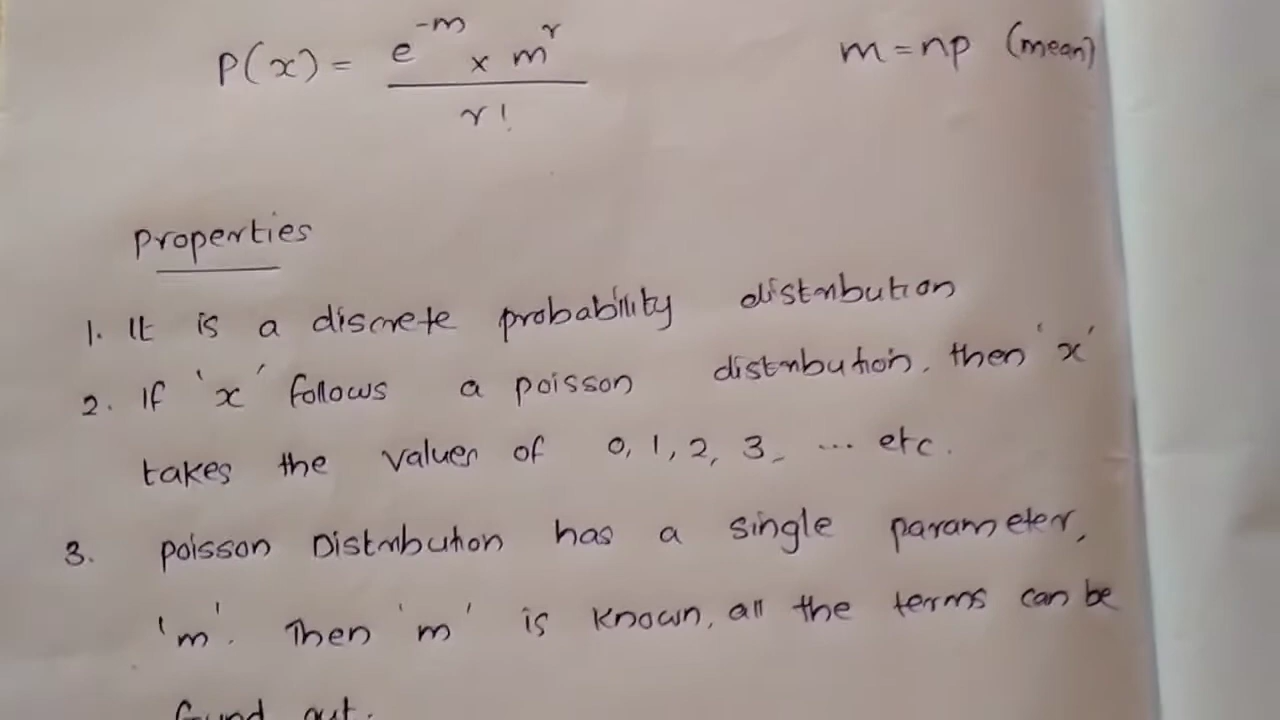 P(x) = e^-m × m^r / r!     m = np (mean)
Properties
1. It is a discrete probability distribution
2. If 'x' follows a poisson distribution, then 'x'
takes the values of 0, 1, 2, 3, ... etc.
3. poisson Distribution has a single parameter,
'm'. Then 'm' is known, all the terms can be
found out.